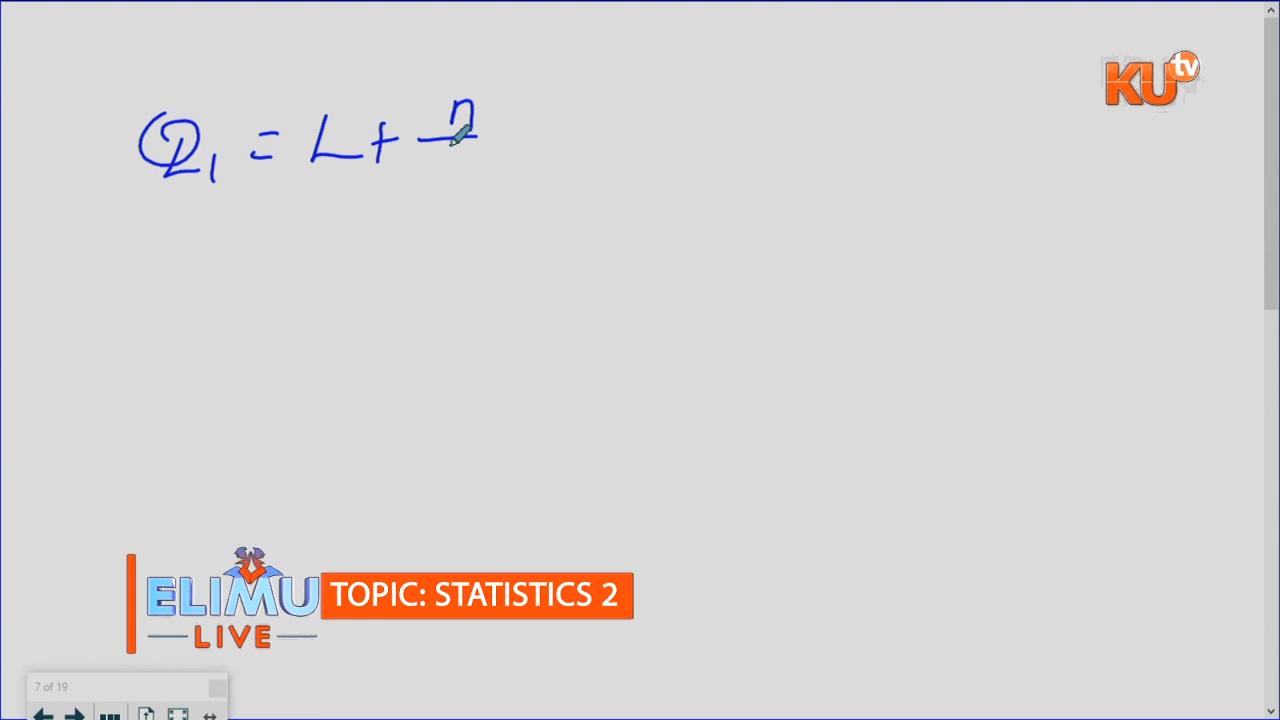 KU tv
Q₁ = L + n
ELIMU
LIVE
TOPIC: STATISTICS 2
7 of 19